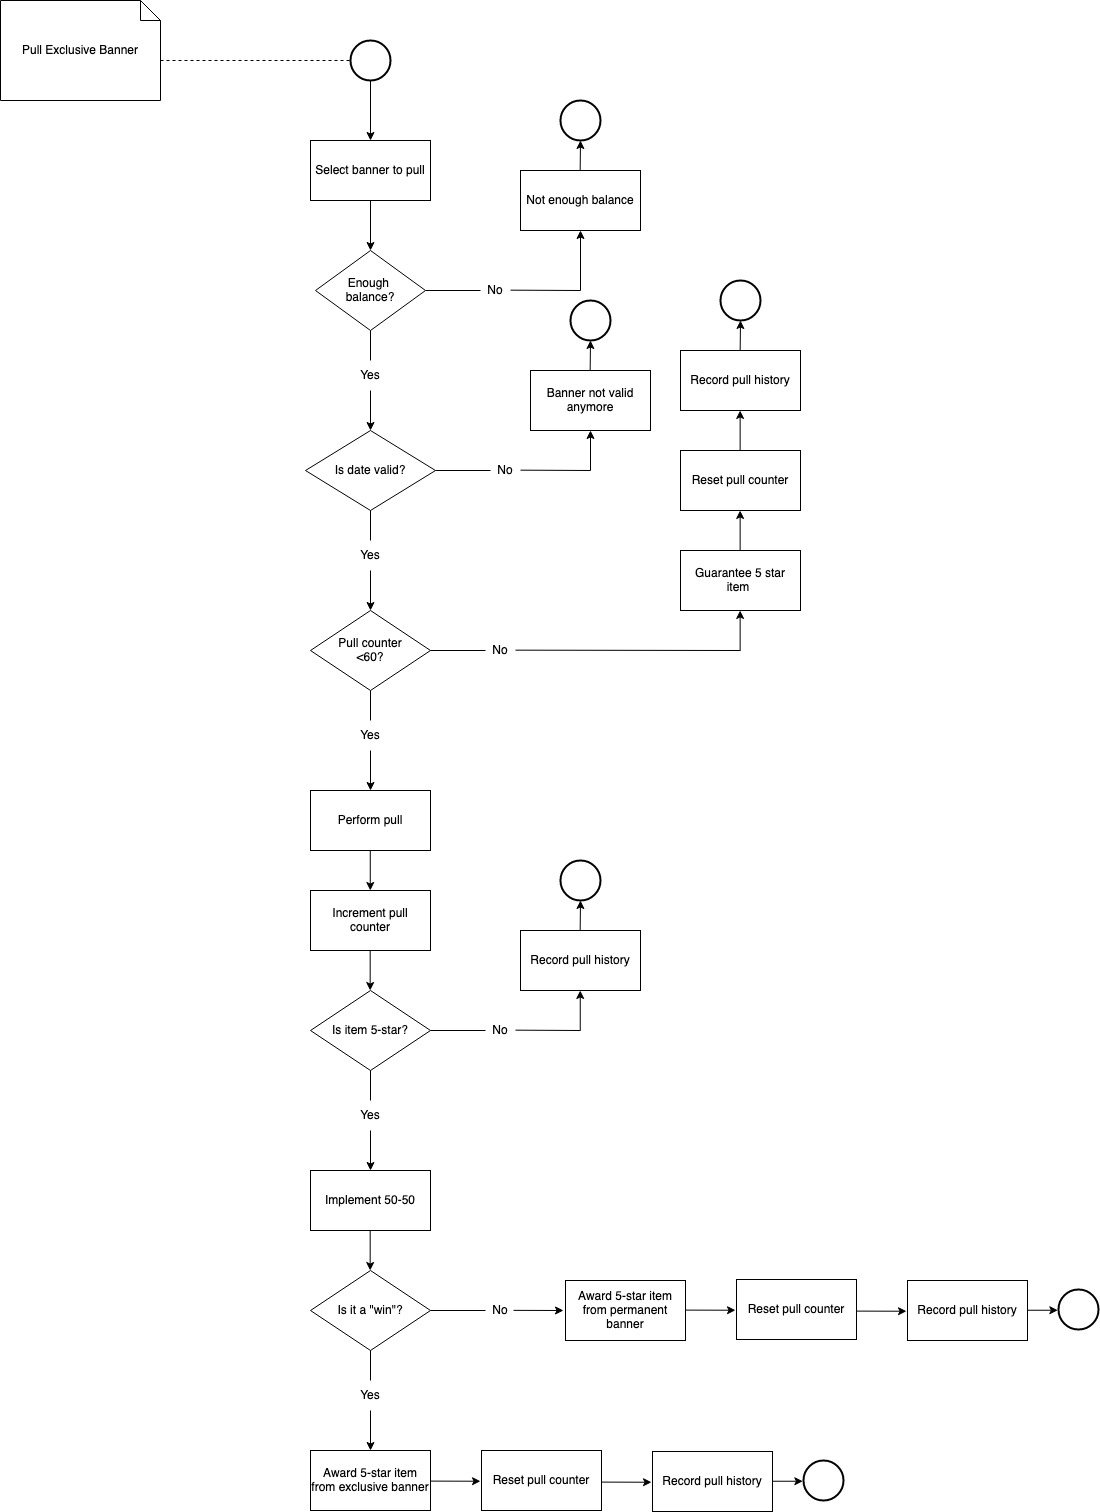 Pull Exclusive Banner
Select banner to pull
Not enough balance
Enough
balance?
No
Yes
Record pull history
Banner not valid
anymore
Is date valid?
No
Reset pull counter
Yes
Guarantee 5 star
item
Pull counter
<60?
No
Yes
Perform pull
Increment pull
counter
Record pull history
Is item 5-star?
No
Yes
Implement 50-50
Is it a "win"?
No
Award 5-star item
from permanent
banner
Reset pull counter
Record pull history
Yes
Award 5-star item
from exclusive banner
Reset pull counter
Record pull history